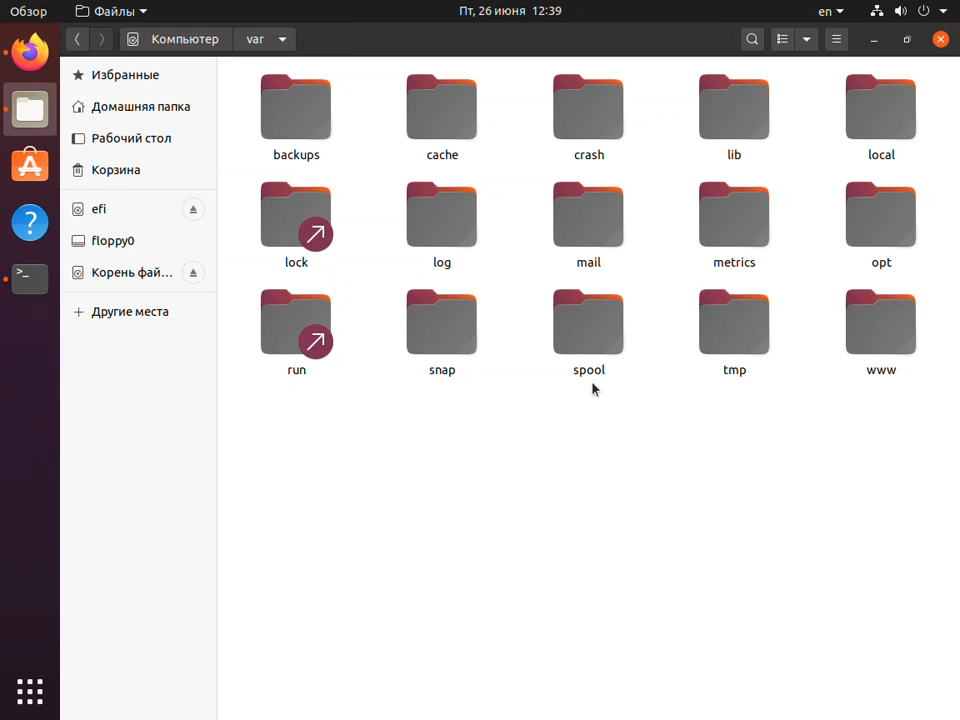 Обзор Файлы Пт, 26 июня 12:39 en
Компьютер var
Избранные
Домашняя папка
Рабочий стол
Корзина
efi
floppy0
Корень фай...
Другие места
backups cache crash lib local
lock log mail metrics opt
run snap spool tmp www